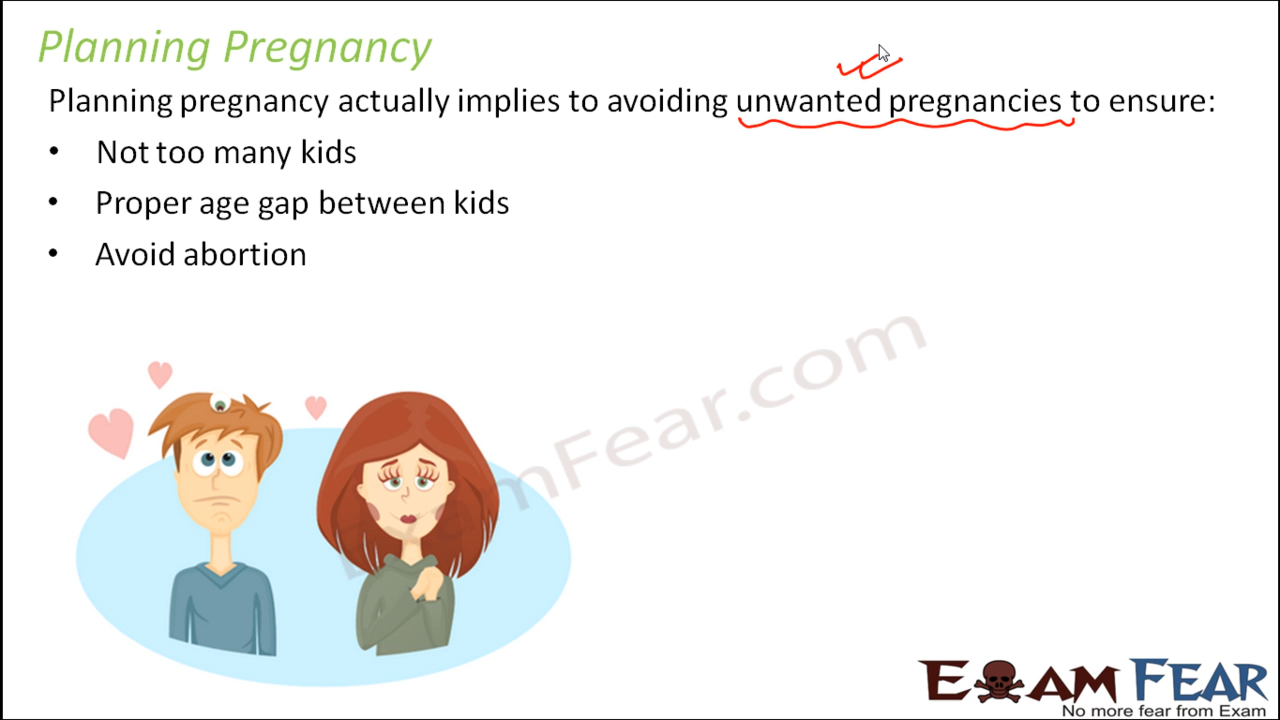 Planning Pregnancy
Planning pregnancy actually implies to avoiding unwanted pregnancies to ensure:
• Not too many kids
• Proper age gap between kids
• Avoid abortion
ExamFear.com
EXAM FEAR
No more fear from Exam